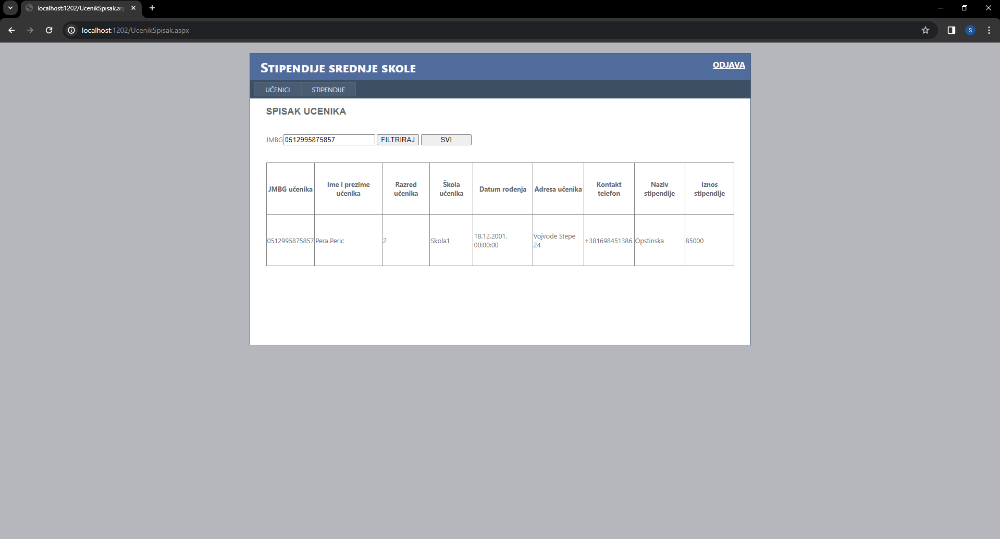 localhost:1202/UcenikSpisak.as
localhost:1202/UcenikSpisak.aspx
S
STIPENDIJE SREDNJE SKOLE
ODJAVA
UČENICI STIPENDIJE
SPISAK UCENIKA
JMBG 0512995875857 FILTRIRAJ SVI
JMBG učenika
Ime i prezime
učenika
Razred
učenika
Škola
učenika
Datum rođenja
Adresa učenika
Kontakt
telefon
Naziv
stipendije
Iznos
stipendije
0512995875857
Pera Peric
2
Skola1
18.12.2001.
00:00:00
Vojvode Stepe
24
+381698451386
Opstinska
85000